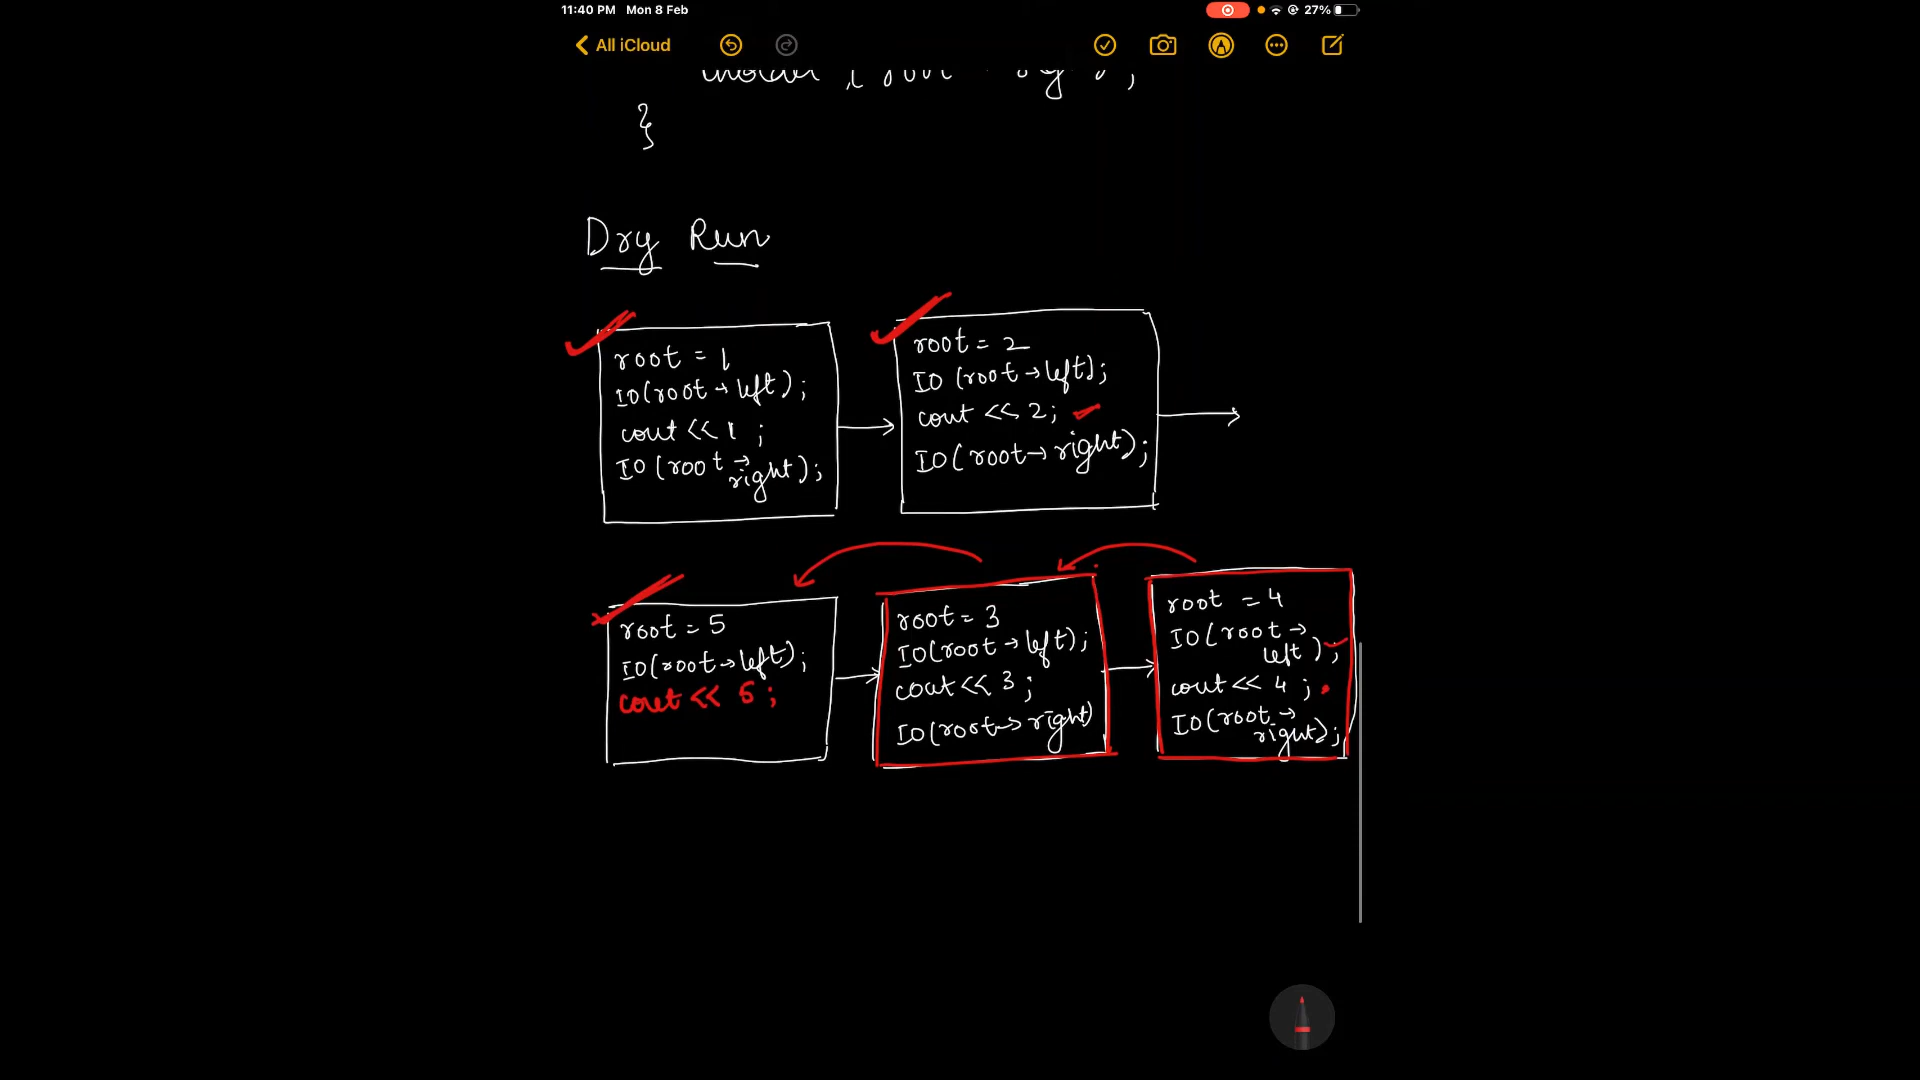 11:40 PM Mon 8 Feb
27%
All iCloud
}
Dry Run
root = 1
IO(root→left);
cout << 1 ;
IO(root→
right);
root = 2
IO (root→left);
cout << 2;
IO(root→right);
root = 5
IO(root→left);
cout << 5 ;
root = 3
IO(root→left);
cout << 3 ;
IO(root→right)
root = 4
IO(root→
left);
cout << 4 ;
IO(root→
right);